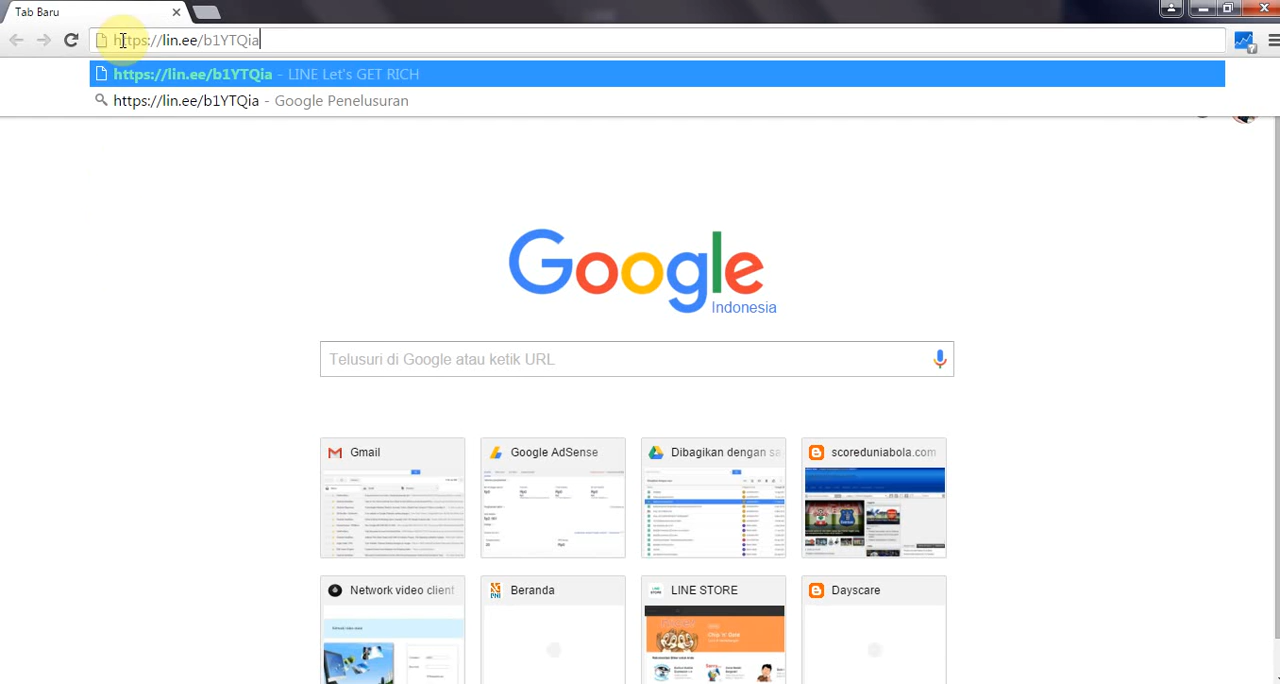 Tab Baru
https://lin.ee/b1YTQia
https://lin.ee/b1YTQia - LINE Let's GET RICH
https://lin.ee/b1YTQia - Google Penelusuran
Google
Indonesia
Telusuri di Google atau ketik URL
Gmail
Google AdSense
Dibagikan dengan sa
scoreduniabola.com
Network video client
Beranda
LINE STORE
Dayscare